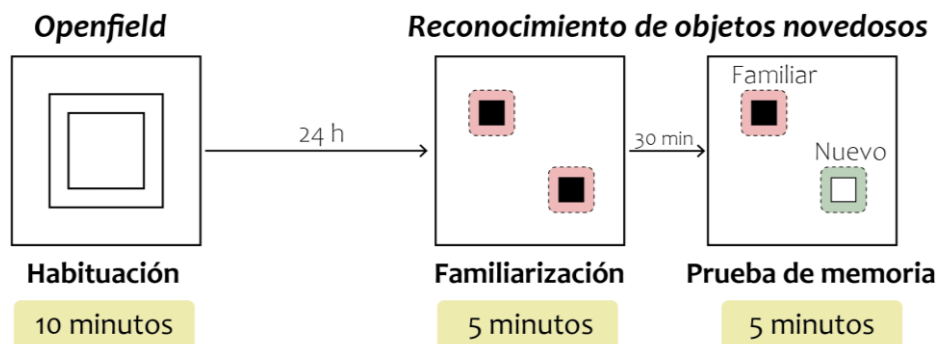 Openfield
Reconocimiento de objetos novedosos
24 h
30 min
Familiar
Nuevo
Habituación
Familiarización
Prueba de memoria
10 minutos
5 minutos
5 minutos